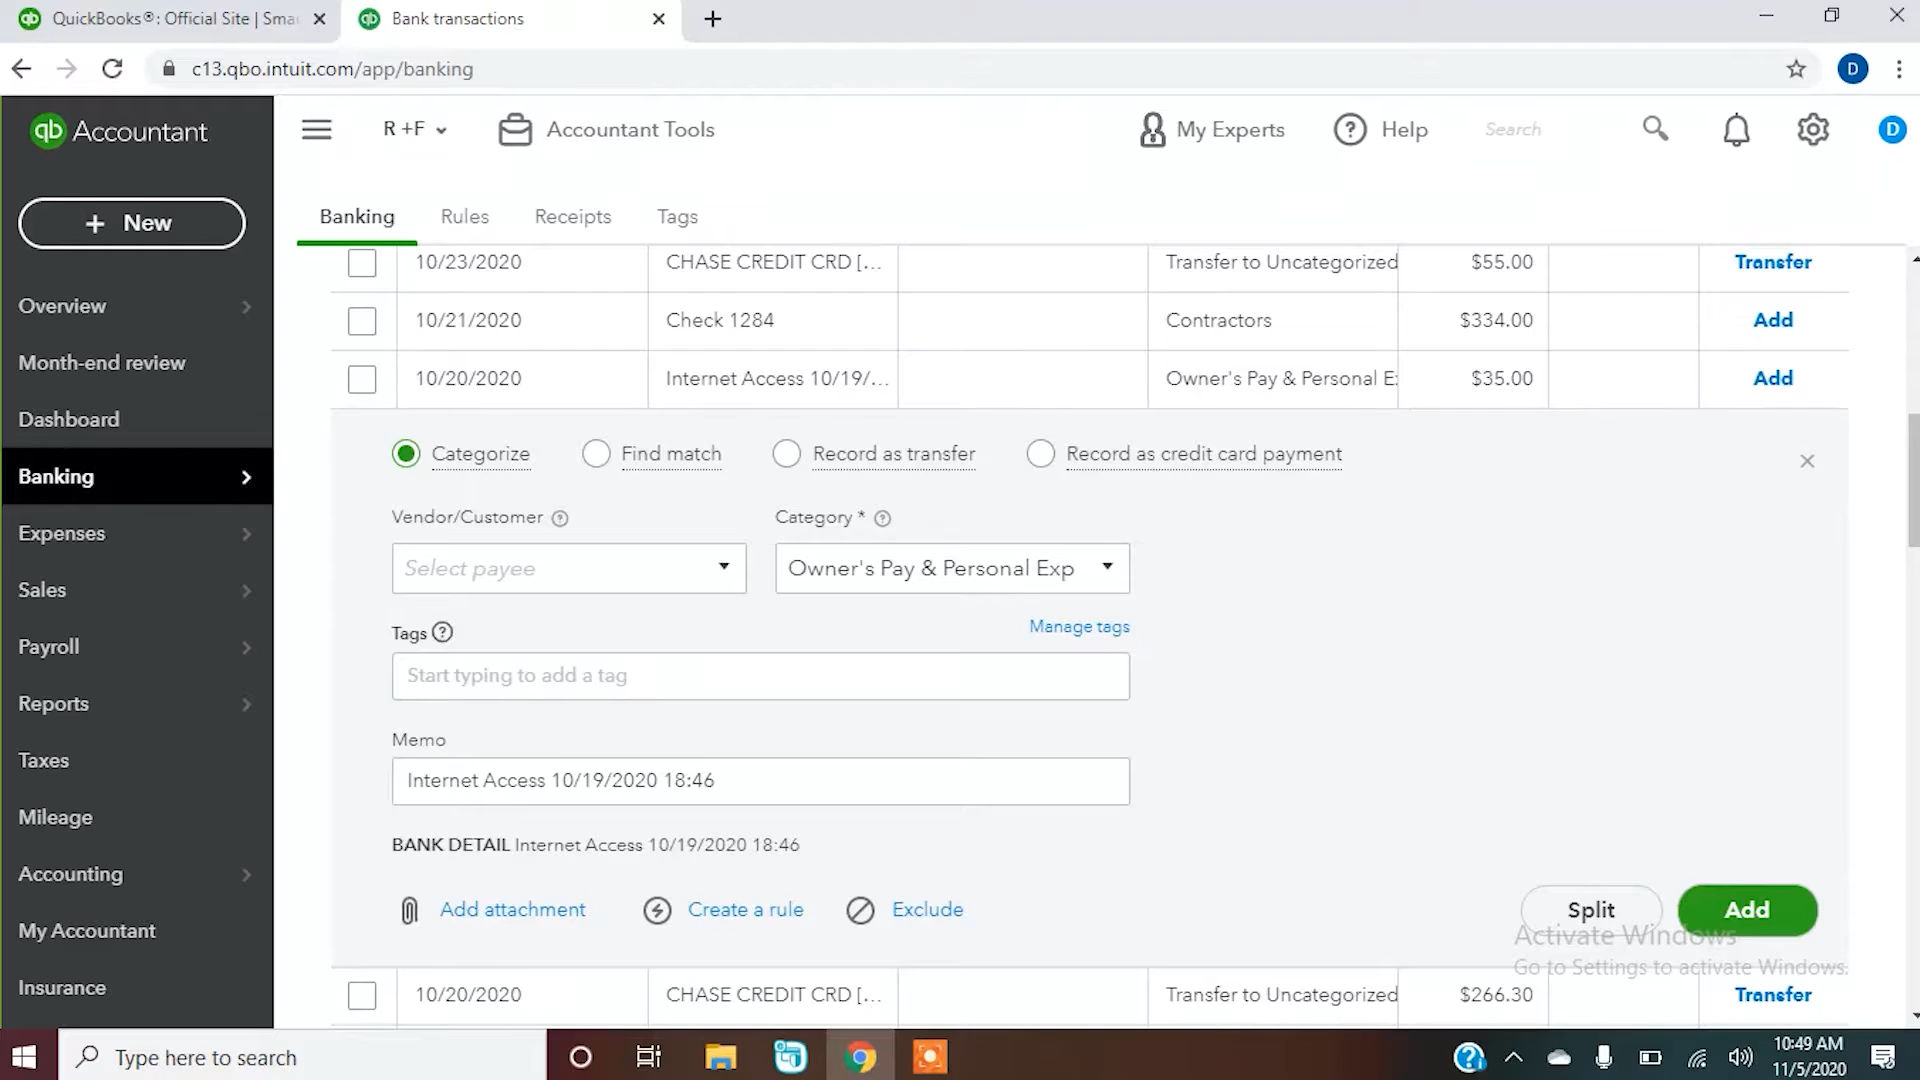 QuickBooks®: Official Site | Sma
Bank transactions
c13.qbo.intuit.com/app/banking
D
qb Accountant
R +F
Accountant Tools
My Experts
Help
Search
D
+ New
Banking
Rules
Receipts
Tags
Overview
Month-end review
Dashboard
Banking
Expenses
Sales
Payroll
Reports
Taxes
Mileage
Accounting
My Accountant
Insurance
10/23/2020 CHASE CREDIT CRD [... Transfer to Uncategorized $55.00 Transfer
10/21/2020 Check 1284 Contractors $334.00 Add
10/20/2020 Internet Access 10/19/... Owner's Pay & Personal E $35.00 Add
Categorize
Find match
Record as transfer
Record as credit card payment
Vendor/Customer
Category *
Select payee
Owner's Pay & Personal Exp
Tags
Manage tags
Start typing to add a tag
Memo
Internet Access 10/19/2020 18:46
BANK DETAIL Internet Access 10/19/2020 18:46
Add attachment
Create a rule
Exclude
Split
Add
Activate Windows
Go to Settings to activate Windows.
10/20/2020 CHASE CREDIT CRD [... Transfer to Uncategorized $266.30 Transfer
Type here to search
10:49 AM
11/5/2020